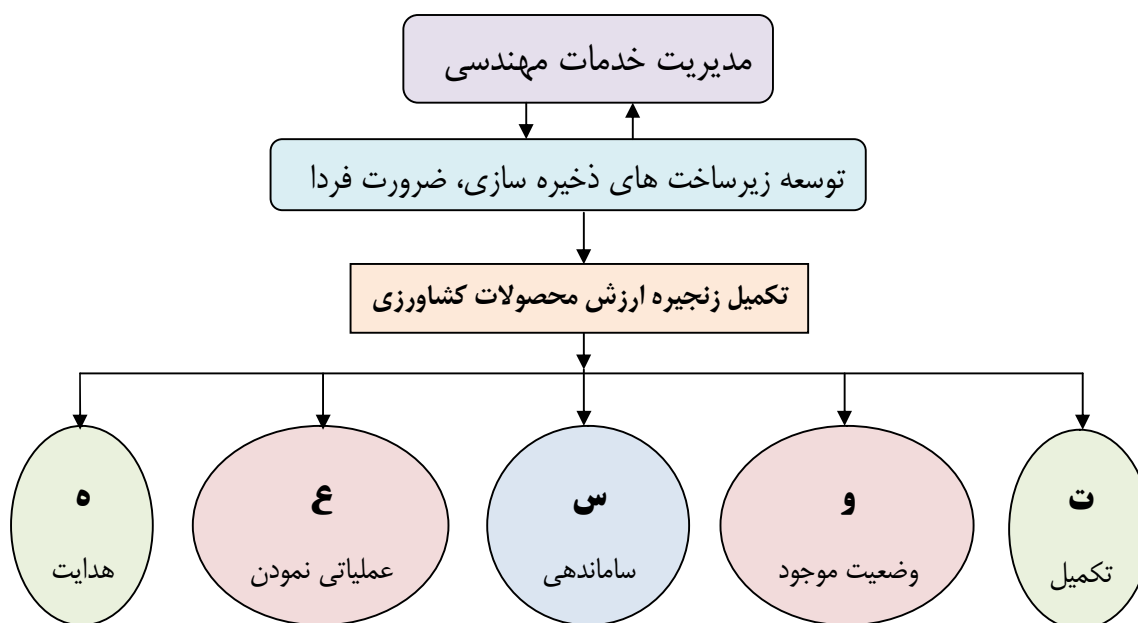 مدیریت خدمات مهندسی
توسعه زیرساخت های ذخیره سازی، ضرورت فردا
تکمیل زنجیره ارزش محصولات کشاورزی
ت
تکمیل
و
وضعیت موجود
س
ساماندهی
ع
عملیاتی نمودن
ه
هدایت